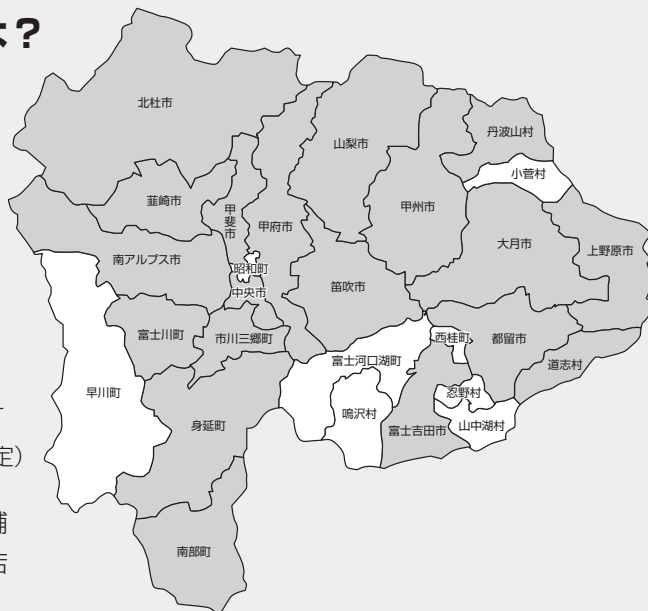 は?
北杜市
山梨市
丹波山村
小菅村
韮崎市
甲斐市
甲府市
甲州市
大月市
上野原市
南アルプス市
昭和町
中央市
笛吹市
富士川町
市川三郷町
西桂町
都留市
道志村
富士河口湖町
早川町
鳴沢村
忍野村
身延町
富士吉田市
山中湖村
定)
南部町